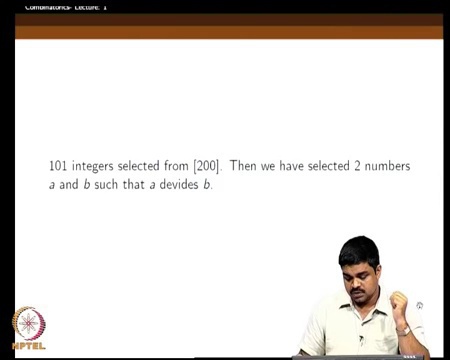 Combinatorics- Lecture: 1
101 integers selected from [200]. Then we have selected 2 numbers
a and b such that a devides b.
NPTEL